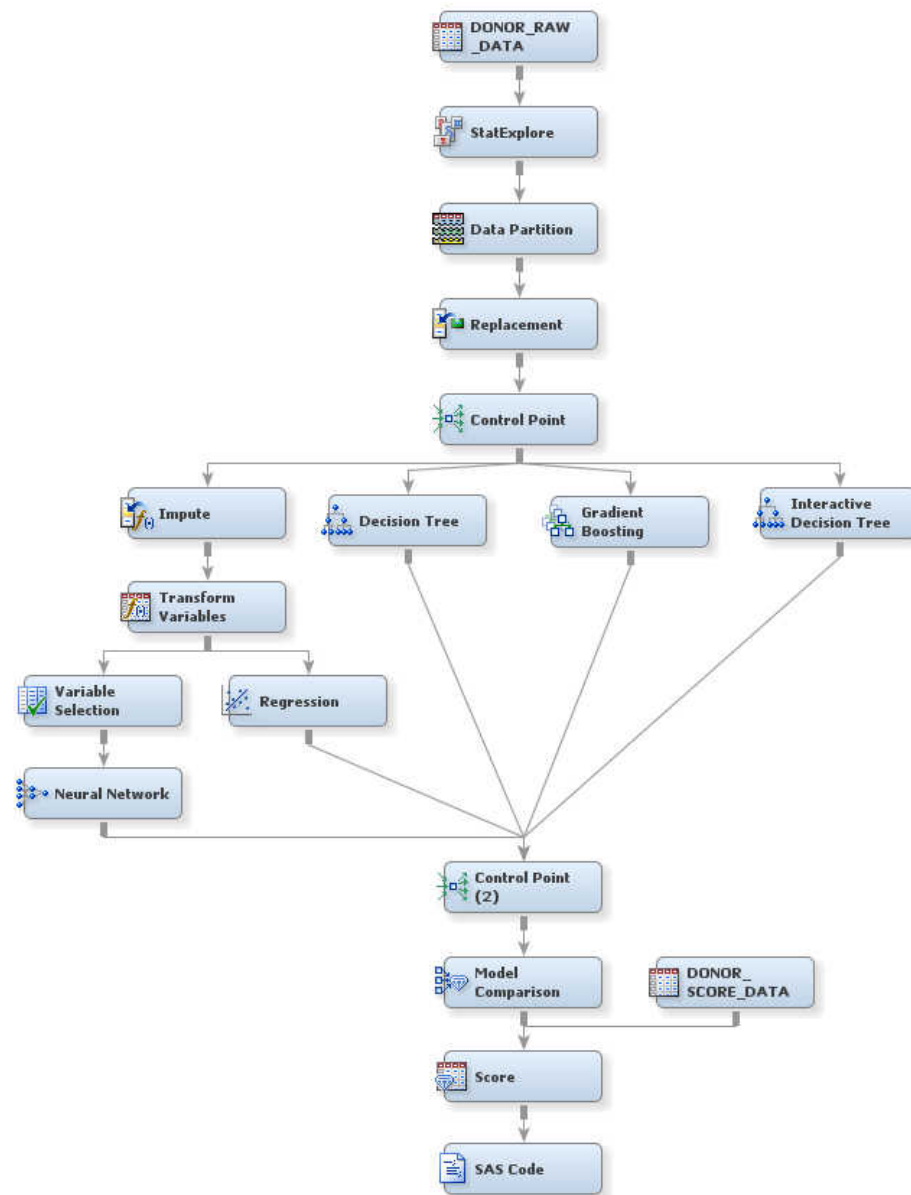 DONOR_RAW
_DATA
StatExplore
Data Partition
Replacement
Control Point
Impute
Decision Tree
Gradient
Boosting
Interactive
Decision Tree
Transform
Variables
Variable
Selection
Regression
Neural Network
Control Point
(2)
Model
Comparison
DONOR_
SCORE_DATA
Score
SAS Code